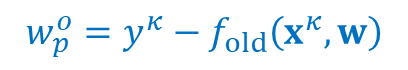 w_p^o = y^κ − f_old(x^κ, w)